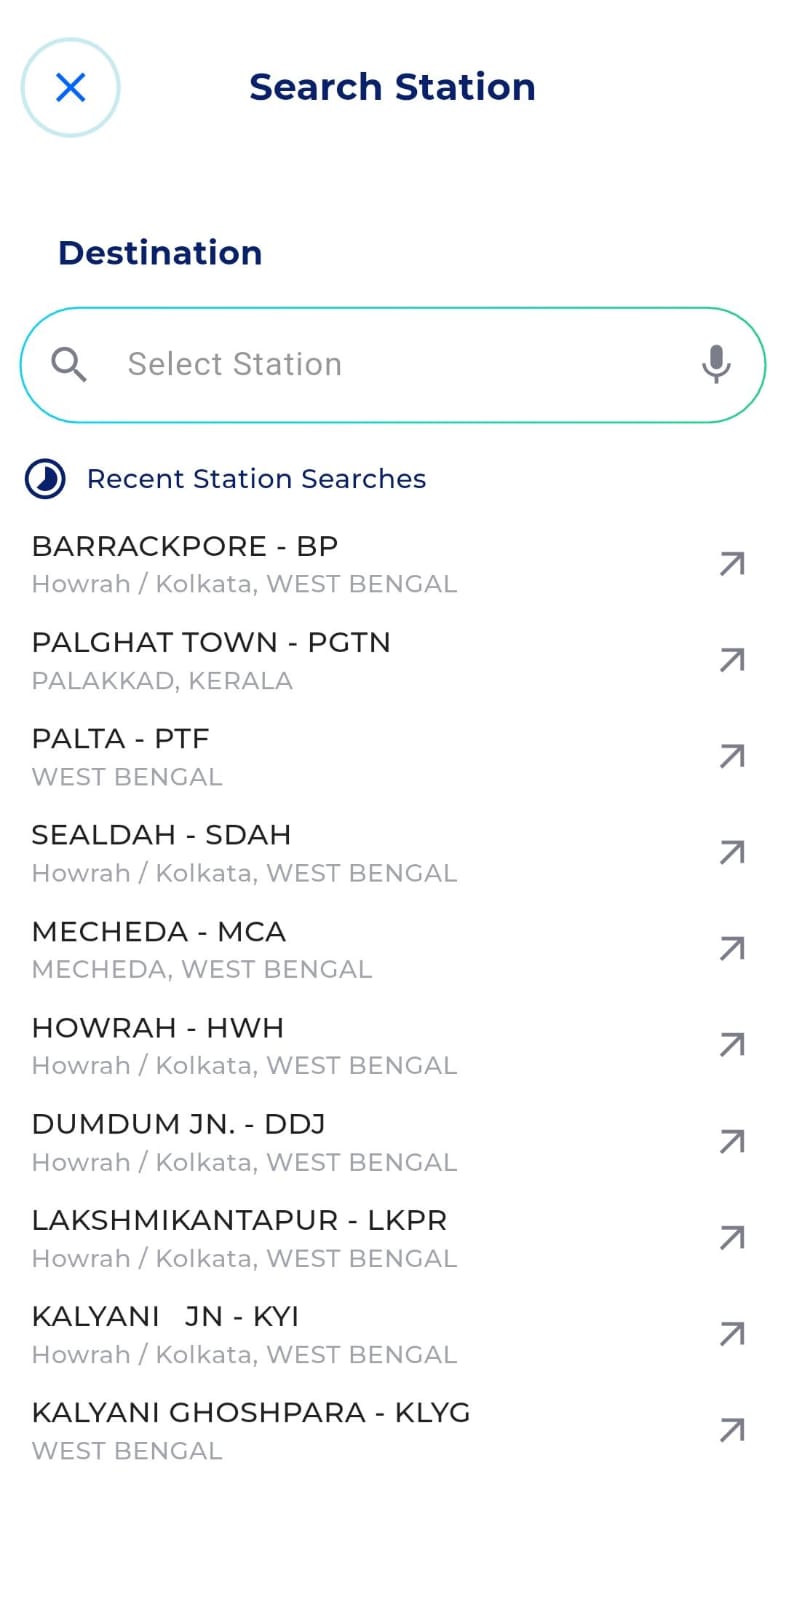 Search Station
Destination
Select Station
Recent Station Searches
BARRACKPORE - BP
Howrah / Kolkata, WEST BENGAL
PALGHAT TOWN - PGTN
PALAKKAD, KERALA
PALTA - PTF
WEST BENGAL
SEALDAH - SDAH
Howrah / Kolkata, WEST BENGAL
MECHEDA - MCA
MECHEDA, WEST BENGAL
HOWRAH - HWH
Howrah / Kolkata, WEST BENGAL
DUMDUM JN. - DDJ
Howrah / Kolkata, WEST BENGAL
LAKSHMIKANTAPUR - LKPR
Howrah / Kolkata, WEST BENGAL
KALYANI   JN - KYI
Howrah / Kolkata, WEST BENGAL
KALYANI GHOSHPARA - KLYG
WEST BENGAL